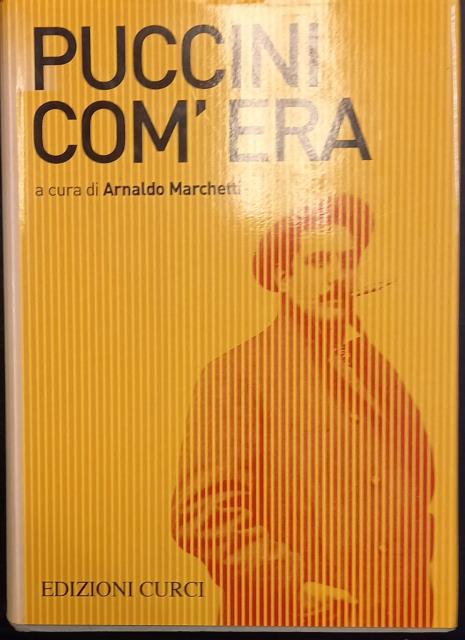 PUCCINI
COM' ERA
a cura di Arnaldo Marchetti
EDIZIONI CURCI